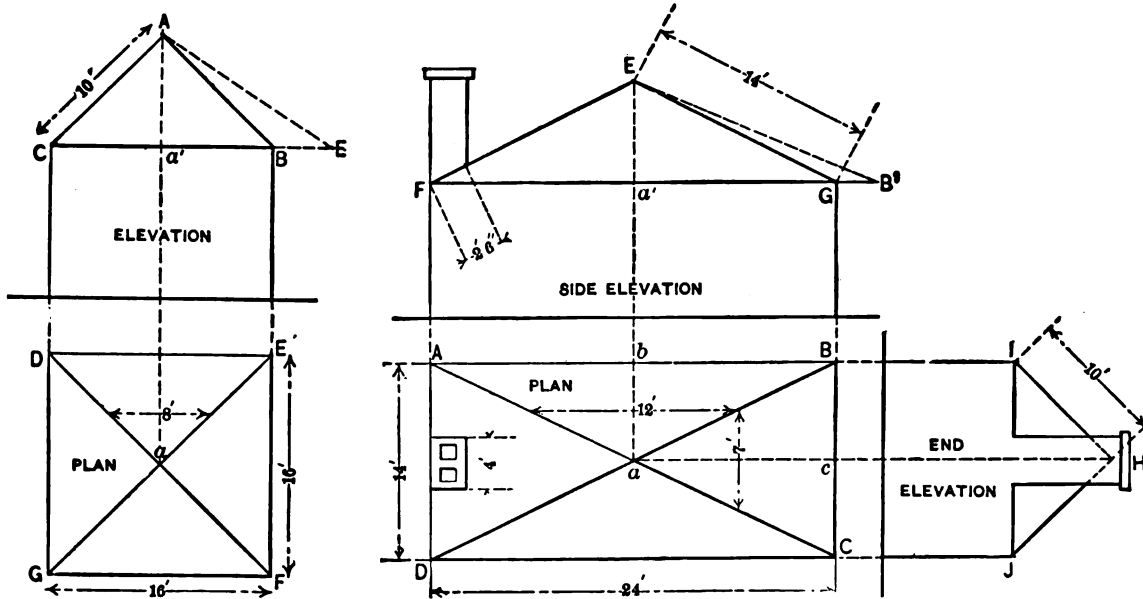 A
10'
C
a'
B
E
ELEVATION
D
E'
8'
a
PLAN
16'
G
F
16'
E
14'
F
a'
G
B'
2' 6"
SIDE ELEVATION
A
b
B
PLAN
12'
14'
4'
7'
a
c
D
C
24'
I
10'
END
H
ELEVATION
J